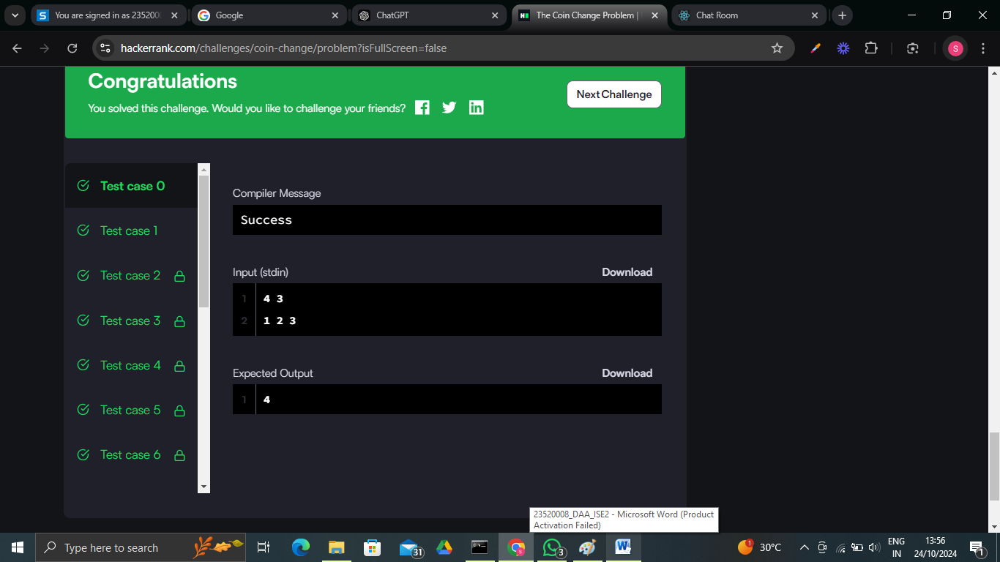 You are signed in as 23520
Google
ChatGPT
The Coin Change Problem |
Chat Room
hackerrank.com/challenges/coin-change/problem?isFullScreen=false
S
Congratulations
You solved this challenge. Would you like to challenge your friends?
Next Challenge
Test case 0
Test case 1
Test case 2
Test case 3
Test case 4
Test case 5
Test case 6
Compiler Message
Success
Input (stdin)
Download
1 4 3
2 1 2 3
Expected Output
Download
1 4
23520008_DAA_ISE2 - Microsoft Word (Product
Activation Failed)
Type here to search
31
3
1
30°C
ENG
IN
13:56
24/10/2024
1